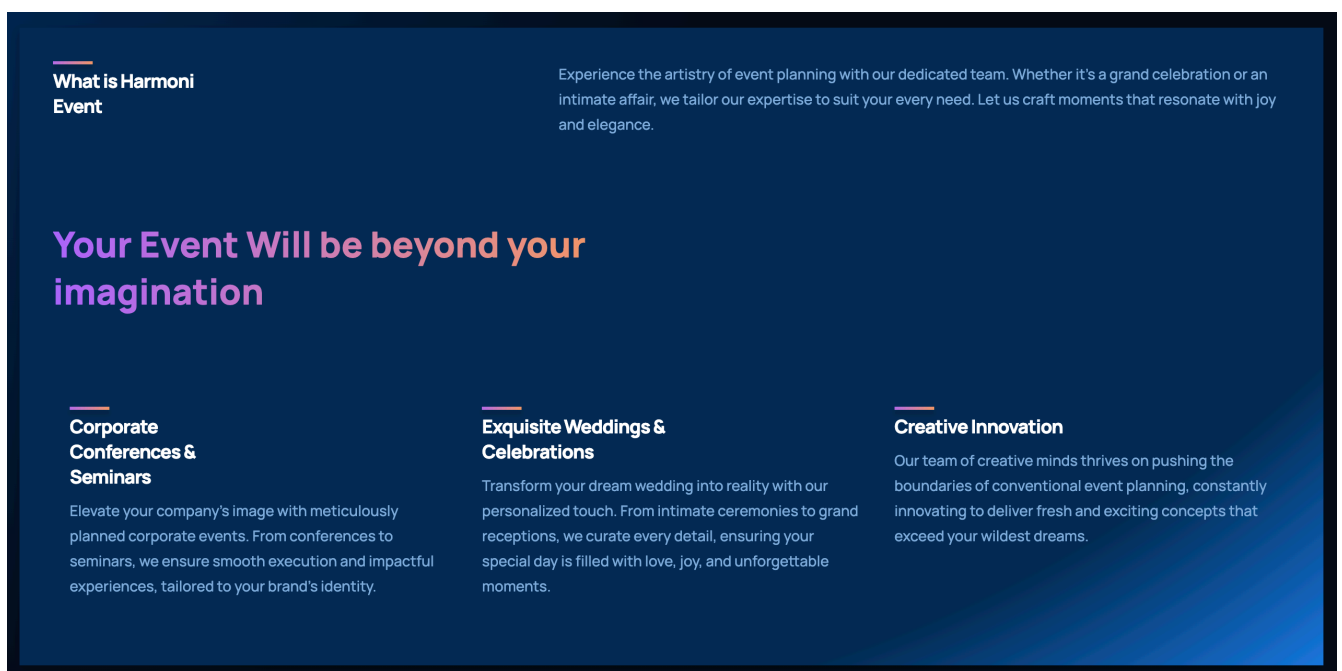 What is Harmoni
Event
Experience the artistry of event planning with our dedicated team. Whether it's a grand celebration or an
intimate affair, we tailor our expertise to suit your every need. Let us craft moments that resonate with joy
and elegance.
Your Event Will be beyond your
imagination
Corporate
Conferences &
Seminars
Elevate your company's image with meticulously
planned corporate events. From conferences to
seminars, we ensure smooth execution and impactful
experiences, tailored to your brand's identity.
Exquisite Weddings &
Celebrations
Transform your dream wedding into reality with our
personalized touch. From intimate ceremonies to grand
receptions, we curate every detail, ensuring your
special day is filled with love, joy, and unforgettable
moments.
Creative Innovation
Our team of creative minds thrives on pushing the
boundaries of conventional event planning, constantly
innovating to deliver fresh and exciting concepts that
exceed your wildest dreams.